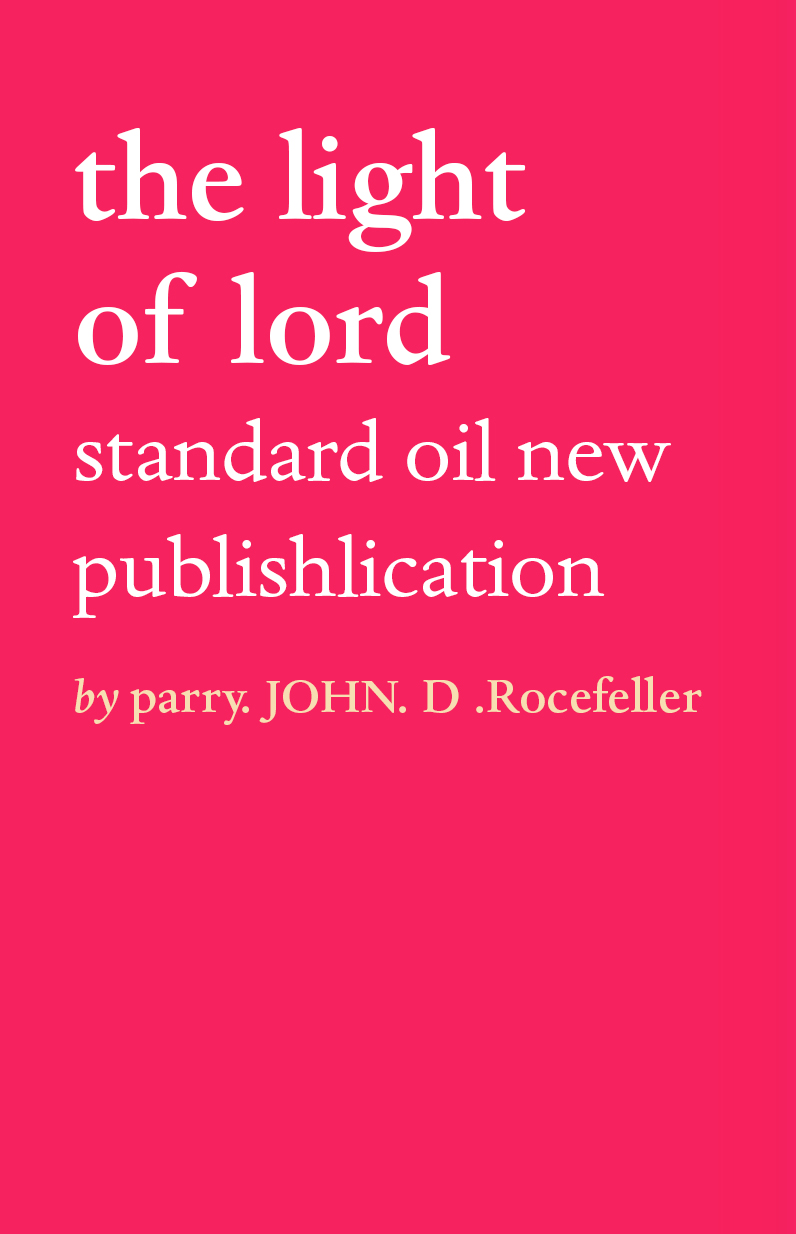 the light
of lord
standard oil new
publishlication
by parry. JOHN. D .Rocefeller